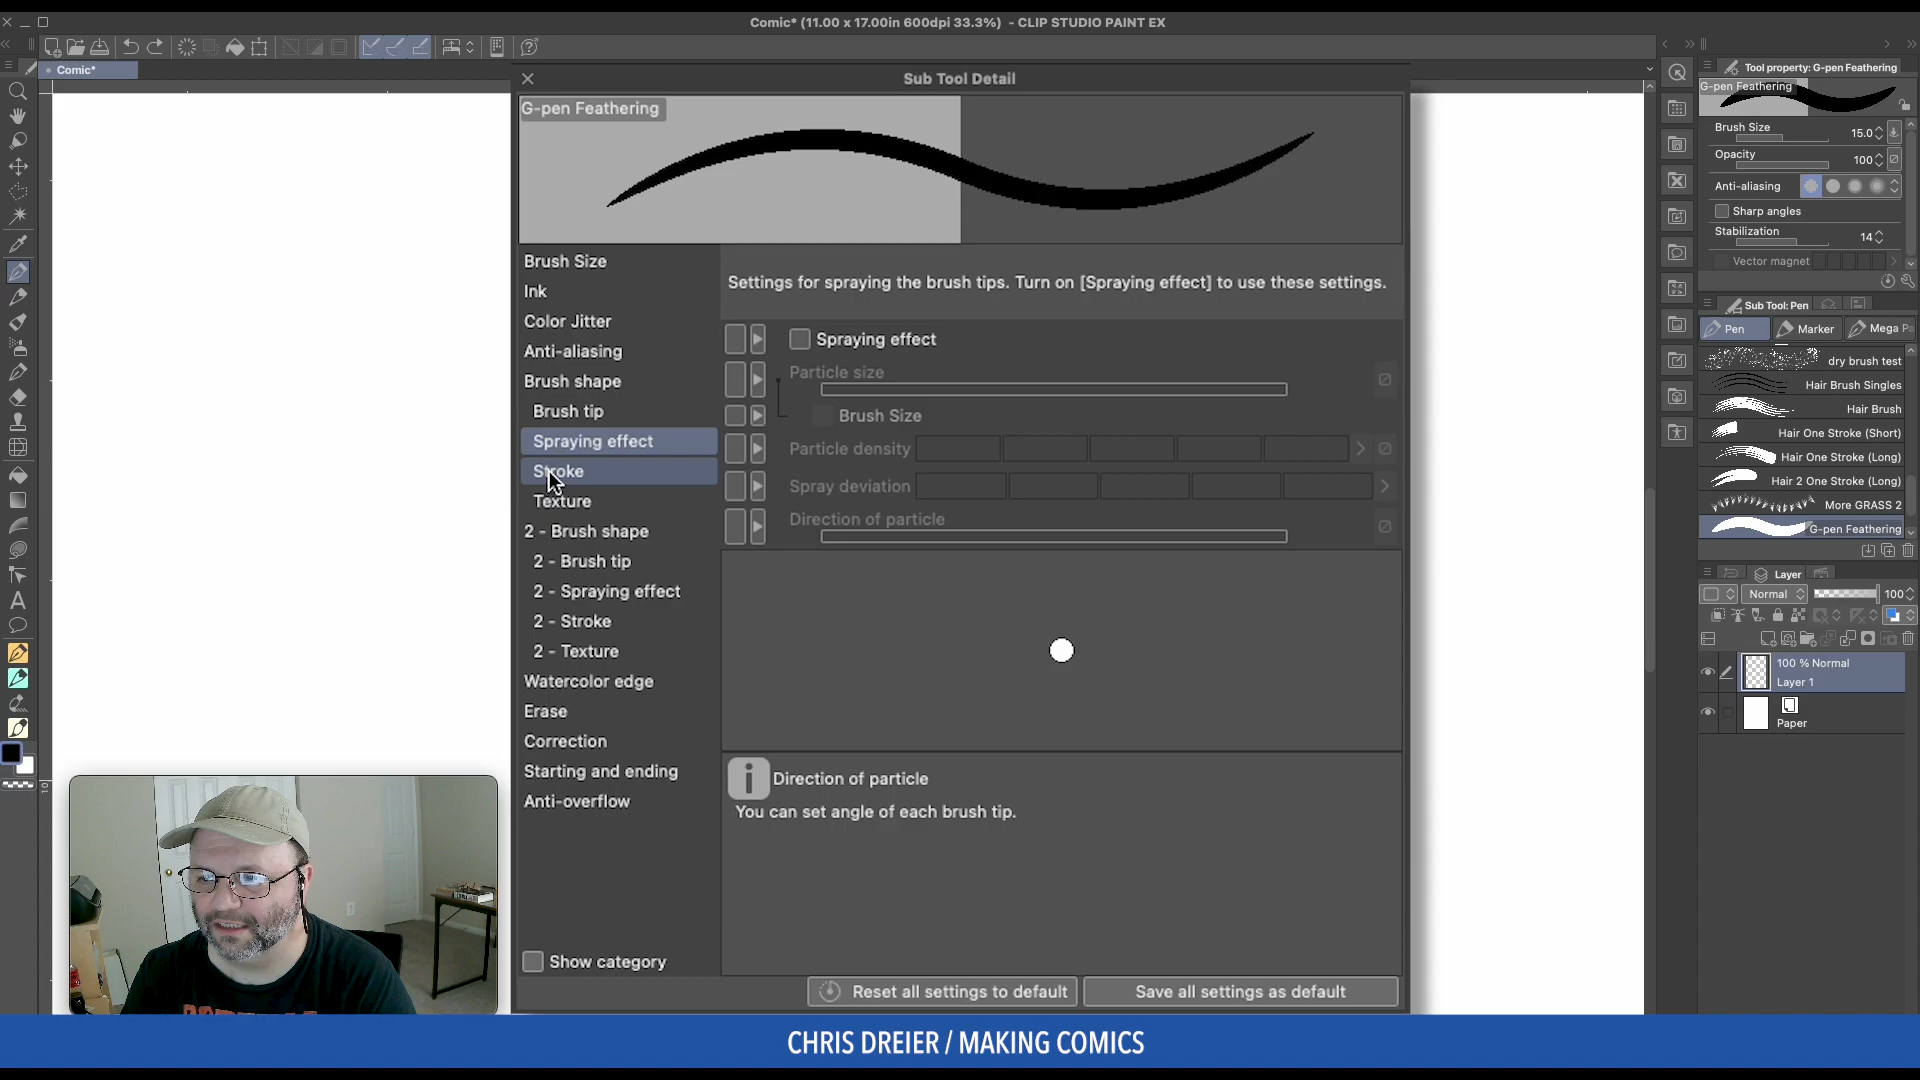 Comic* (11.00 x 17.00in 600dpi 33.3%) - CLIP STUDIO PAINT EX
Comic*
Sub Tool Detail
G-pen Feathering
Brush Size
Ink
Color Jitter
Anti-aliasing
Brush shape
Brush tip
Spraying effect
Stroke
Texture
2 - Brush shape
2 - Brush tip
2 - Spraying effect
2 - Stroke
2 - Texture
Watercolor edge
Erase
Correction
Starting and ending
Anti-overflow
Show category
Settings for spraying the brush tips. Turn on [Spraying effect] to use these settings.
Spraying effect
Particle size
Brush Size
Particle density
Spray deviation
Direction of particle
Direction of particle
You can set angle of each brush tip.
Reset all settings to default
Save all settings as default
Tool property: G-pen Feathering
G-pen Feathering
Brush Size 15.0
Opacity 100
Anti-aliasing
Sharp angles
Stabilization 14
Vector magnet
Sub Tool: Pen
Pen Marker Mega
dry brush test
Hair Brush Singles
Hair Brush
Hair One Stroke (Short)
Hair One Stroke (Long)
Hair 2 One Stroke (Long)
More GRASS 2
G-pen Feathering
Layer
Normal 100
100 % Normal
Layer 1
Paper
CHRIS DREIER / MAKING COMICS